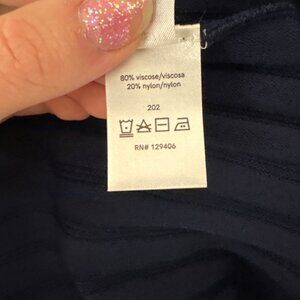 80% viscose/viscosa
20% nylon/nylon
202
RN# 129406